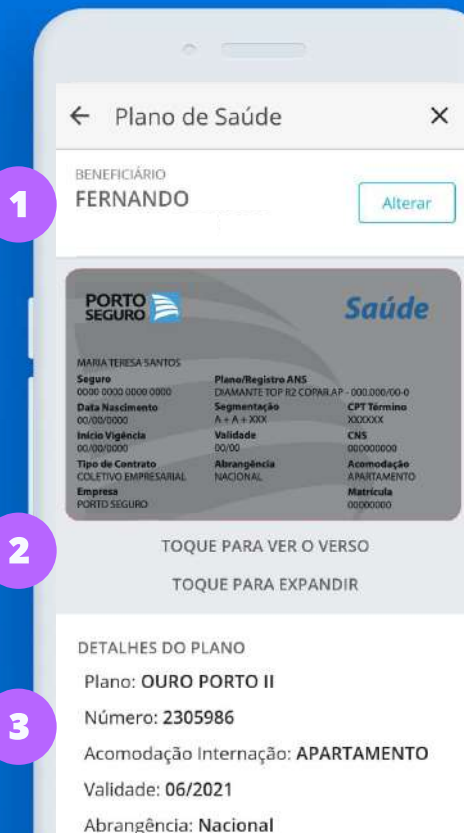 ← Plano de Saúde ×
1
BENEFICIÁRIO
FERNANDO
Alterar
PORTO
SEGURO
Saúde
MARIA TERESA SANTOS
Seguro Plano/Registro ANS
0000 0000 0000 0000 DIAMANTE TOP R2 COPAR.AP - 000.000/00-0
Data Nascimento Segmentação CPT Término
00/00/0000 A + A + XXX XXXXXX
Início Vigência Validade CNS
00/00/0000 00/00 000000000
Tipo de Contrato Abrangência Acomodação
COLETIVO EMPRESARIAL NACIONAL APARTAMENTO
Empresa Matrícula
PORTO SEGURO 00000000
2
TOQUE PARA VER O VERSO
TOQUE PARA EXPANDIR
DETALHES DO PLANO
Plano: OURO PORTO II
3
Número: 2305986
Acomodação Internação: APARTAMENTO
Validade: 06/2021
Abrangência: Nacional